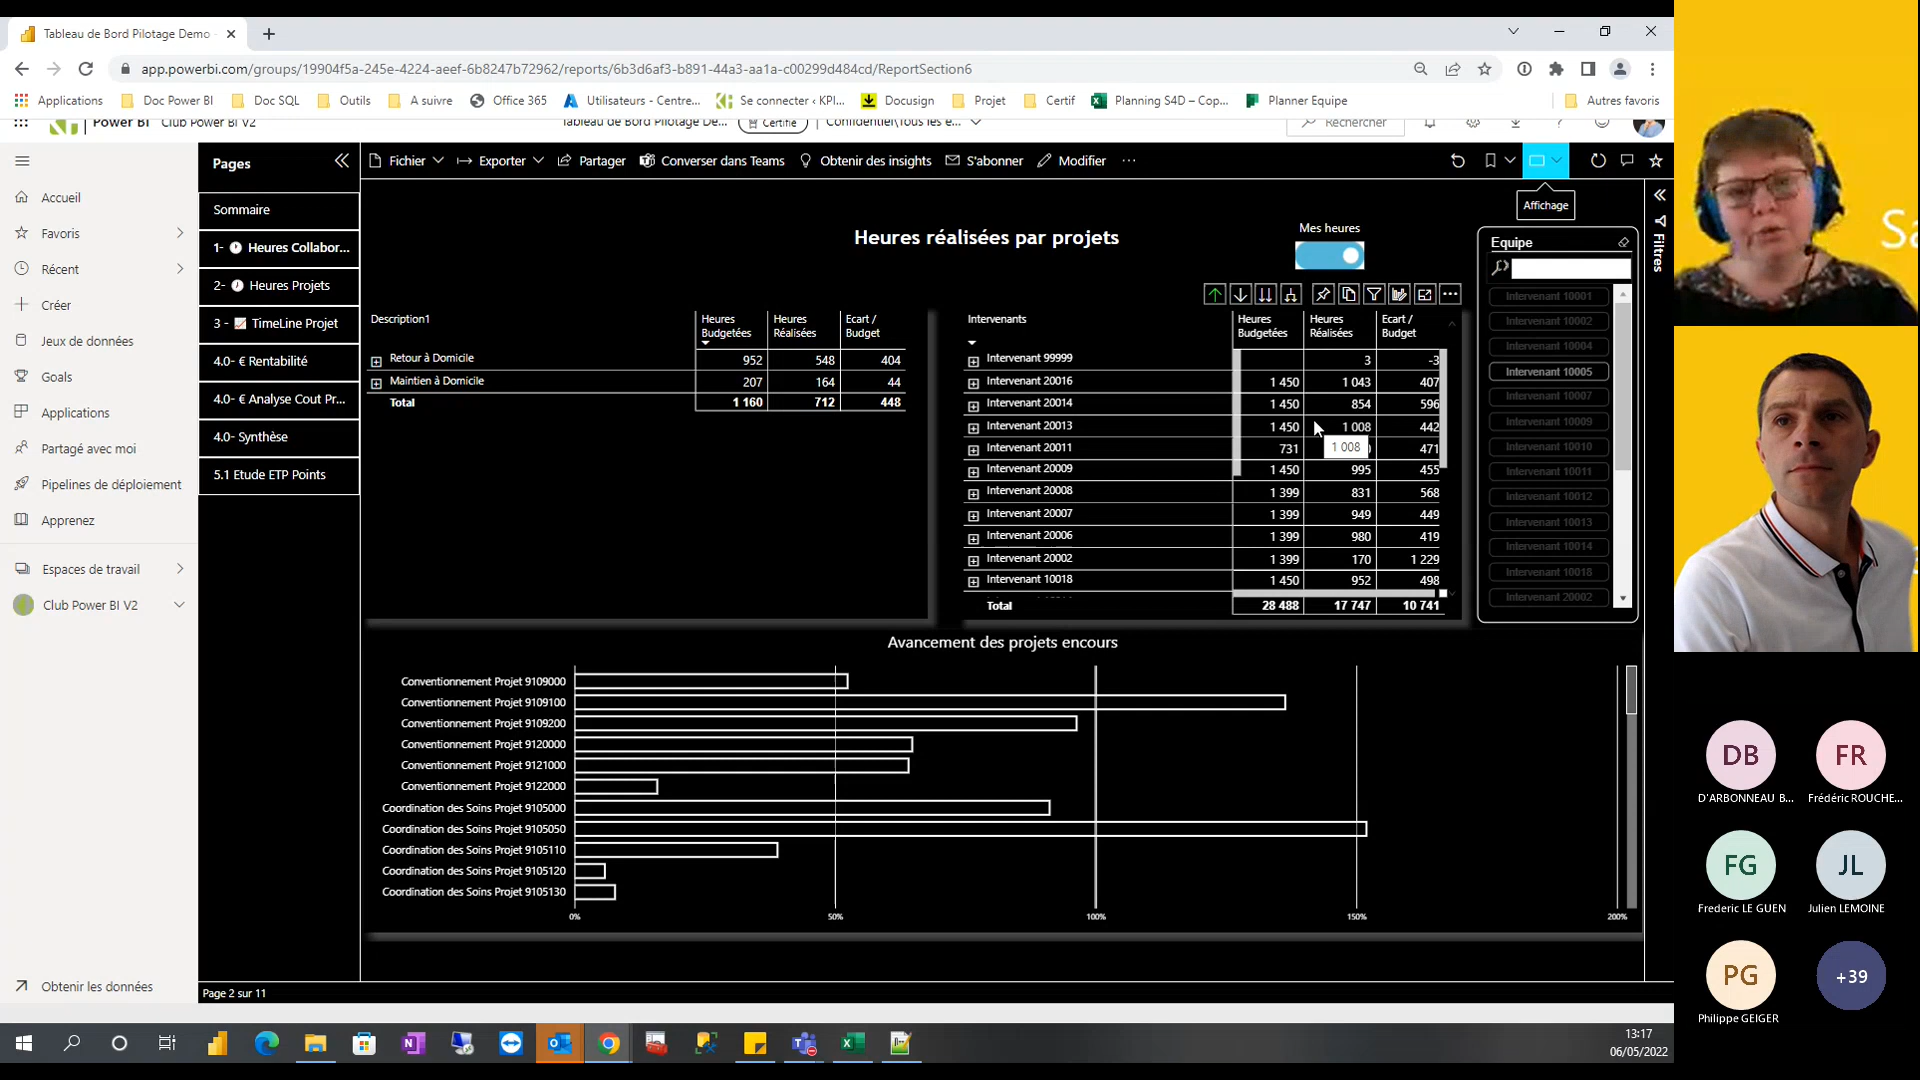 Tableau de Bord Pilotage Demo
app.powerbi.com/groups/19904f5a-245e-4224-aeef-6b8247b72962/reports/6b3d6af3-b891-44a3-aa1a-c00299d484cd/ReportSection6
Applications Doc Power BI Doc SQL Outils A suivre Office 365 Utilisateurs - Centre... Se connecter ‹ KPI... Docusign Projet Certif Planning S4D – Cop... Planner Equipe Autres favoris
Power BI Club Power BI V2 Tableau de Bord Pilotage De... Certifié Confidentiel\Tous les e... Rechercher
Pages
Fichier Exporter Partager Converser dans Teams Obtenir des insights S'abonner Modifier ...
Affichage
Accueil
Favoris
Récent
Créer
Jeux de données
Goals
Applications
Partagé avec moi
Pipelines de déploiement
Apprenez
Espaces de travail
Club Power BI V2
Obtenir les données
Sommaire
1- Heures Collabor...
2- Heures Projets
3 - TimeLine Projet
4.0- € Rentabilité
4.0- € Analyse Cout Pr...
4.0- Synthèse
5.1 Etude ETP Points
Page 2 sur 11
Heures réalisées par projets
Mes heures
Description1 Heures Budgetées Heures Réalisées Ecart / Budget
Retour à Domicile 952 548 404
Maintien à Domicile 207 164 44
Total 1 160 712 448
Intervenants Heures Budgetées Heures Réalisées Ecart / Budget
Intervenant 99999 3 -3
Intervenant 20016 1 450 1 043 407
Intervenant 20014 1 450 854 596
Intervenant 20013 1 450 1 008 442
Intervenant 20011 731 471
1 008
Intervenant 20009 1 450 995 455
Intervenant 20008 1 399 831 568
Intervenant 20007 1 399 949 449
Intervenant 20006 1 399 980 419
Intervenant 20002 1 399 170 1 229
Intervenant 10018 1 450 952 498
Total 28 488 17 747 10 741
Equipe
Intervenant 10001
Intervenant 10002
Intervenant 10004
Intervenant 10005
Intervenant 10007
Intervenant 10009
Intervenant 10010
Intervenant 10011
Intervenant 10012
Intervenant 10013
Intervenant 10014
Intervenant 10018
Intervenant 20002
Filtres
Avancement des projets encours
Conventionnement Projet 9109000
Conventionnement Projet 9109100
Conventionnement Projet 9109200
Conventionnement Projet 9120000
Conventionnement Projet 9121000
Conventionnement Projet 9122000
Coordination des Soins Projet 9105000
Coordination des Soins Projet 9105050
Coordination des Soins Projet 9105110
Coordination des Soins Projet 9105120
Coordination des Soins Projet 9105130
0% 50% 100% 150% 200%
DB FR
D'ARBONNEAU B... Frédéric ROUCHE...
FG JL
Frederic LE GUEN Julien LEMOINE
PG +39
Philippe GEIGER
13:17
06/05/2022